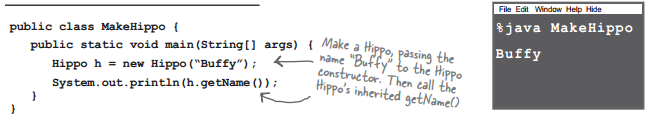 public class MakeHippo {
public static void main(String[] args) {
Hippo h = new Hippo(“Buffy”);
System.out.println(h.getName());
}
}
Make a Hippo, passing the
name “Buffy” to the Hippo
constructor. Then call the
Hippo’s inherited getName()
File Edit Window Help Hide
%java MakeHippo
Buffy